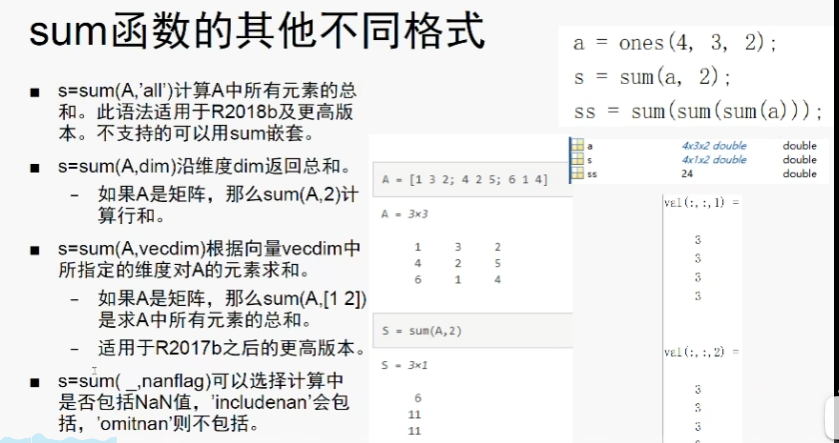 sum函数的其他不同格式
■ s=sum(A,'all')计算A中所有元素的总
和。此语法适用于R2018b及更高版
本。不支持的可以用sum嵌套。
■ s=sum(A,dim)沿维度dim返回总和。
– 如果A是矩阵，那么sum(A,2)计
算行和。
■ s=sum(A,vecdim)根据向量vecdim中
所指定的维度对A的元素求和。
– 如果A是矩阵，那么sum(A,[1 2])
是求A中所有元素的总和。
– 适用于R2017b之后的更高版本。
■ s=sum( _,nanflag)可以选择计算中
是否包括NaN值，'includenan'会包
括，'omitnan'则不包括。
A = [1 3 2; 4 2 5; 6 1 4]
A = 3×3
1 3 2
4 2 5
6 1 4
S = sum(A,2)
S = 3×1
6
11
11
a = ones(4, 3, 2);
s = sum(a, 2);
ss = sum(sum(sum(a)));
a 4x3x2 double double
s 4x1x2 double double
ss 24 double
val(:,:,1) =
3
3
3
3
val(:,:,2) =
3
3
3